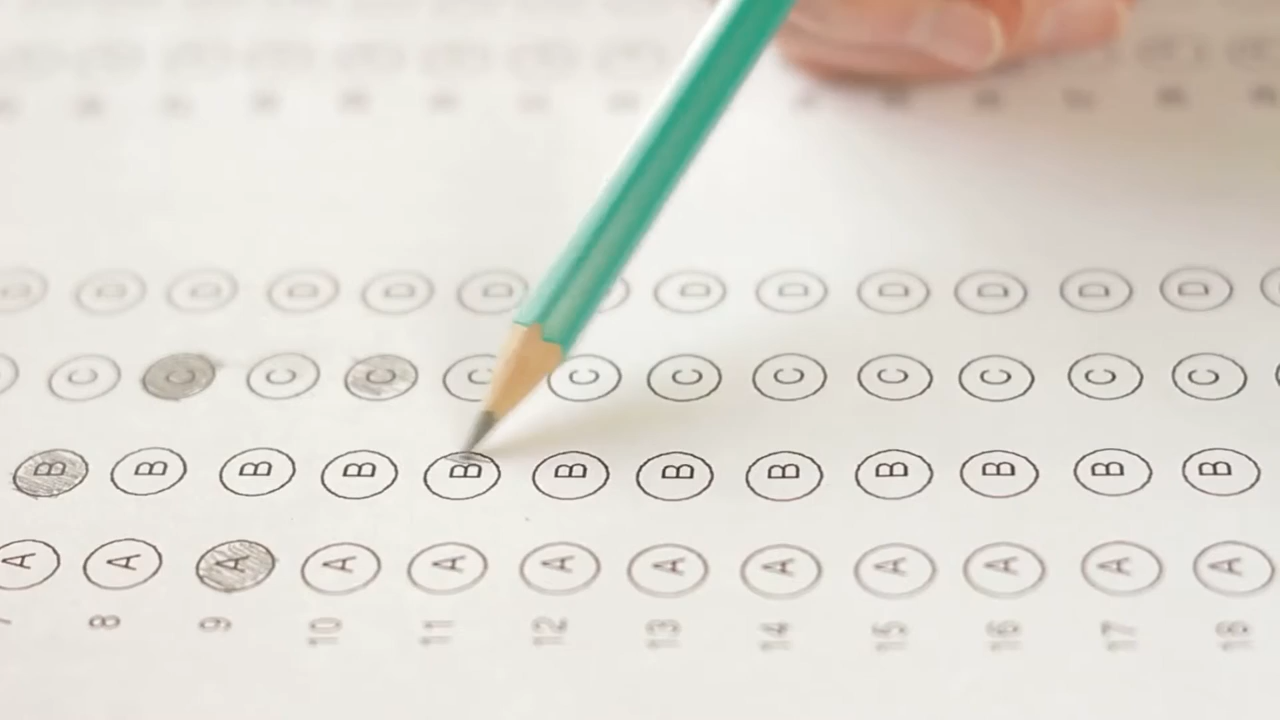 A B C D
8 A B C D
9 A B C D
10 A B C D
11 A B C D
12 A B C
13 A B C D
14 A B C D
15 A B C D
16 A B C D
17 A B C D
18 A B C D